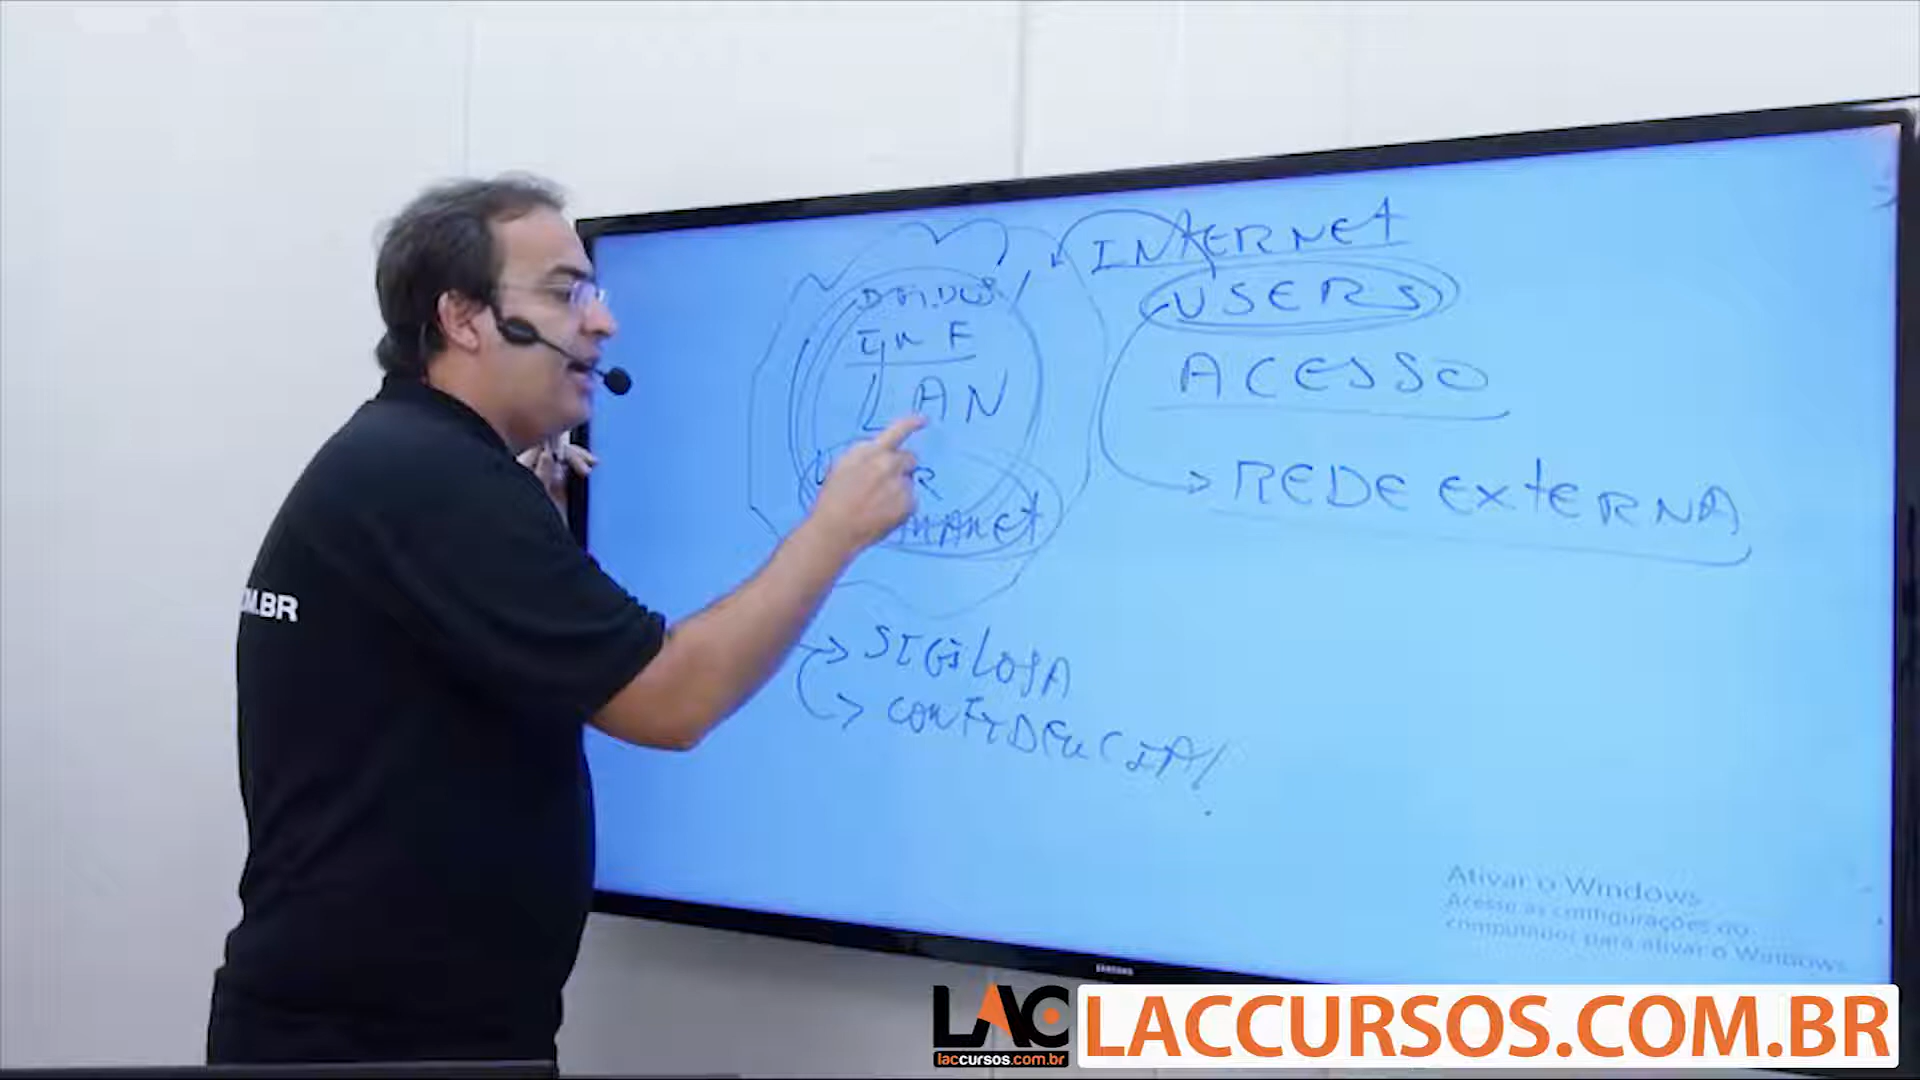 INTERNET
USERS
INF
LAN
ACESSO
REDE EXTERNA
SIGILOSA
CONFIDENCIAL
.BR
Ativar o Windows
Acesse as configurações do
computador para ativar o Windows.
SAMSUNG
LAC
laccursos.com.br
LACCURSOS.COM.BR